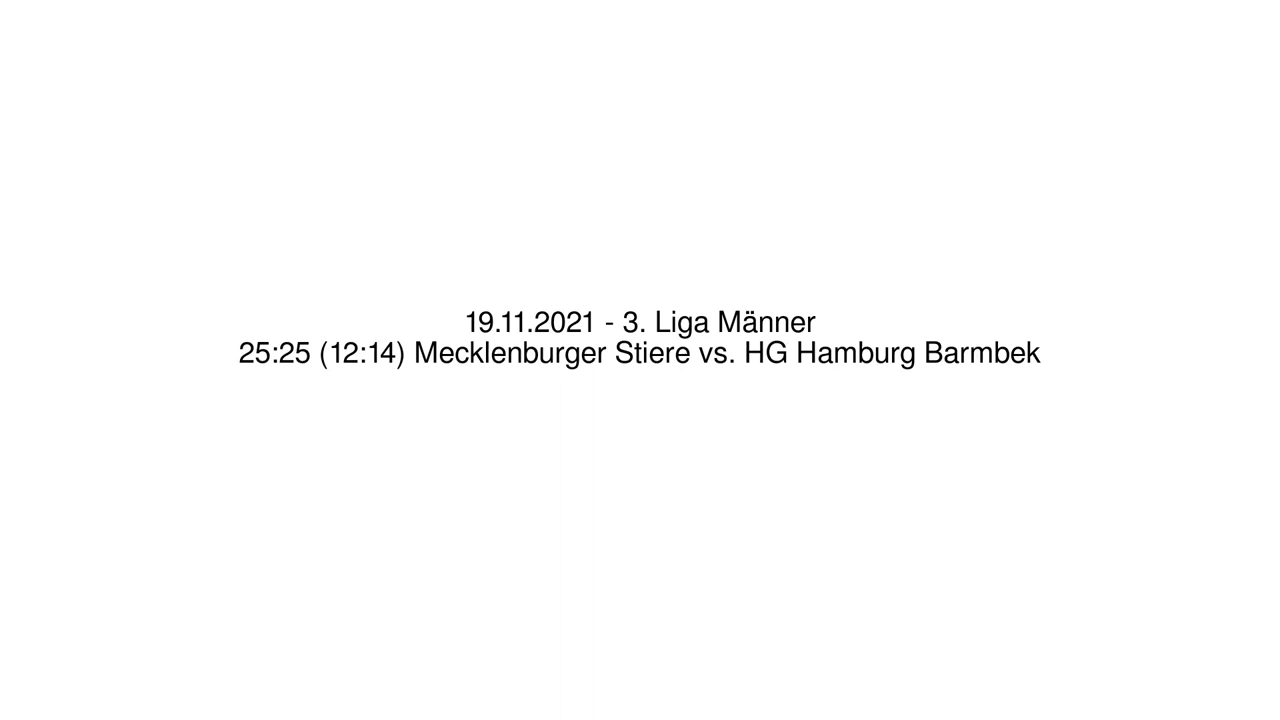 19.11.2021 - 3. Liga Männer
25:25 (12:14) Mecklenburger Stiere vs. HG Hamburg Barmbek